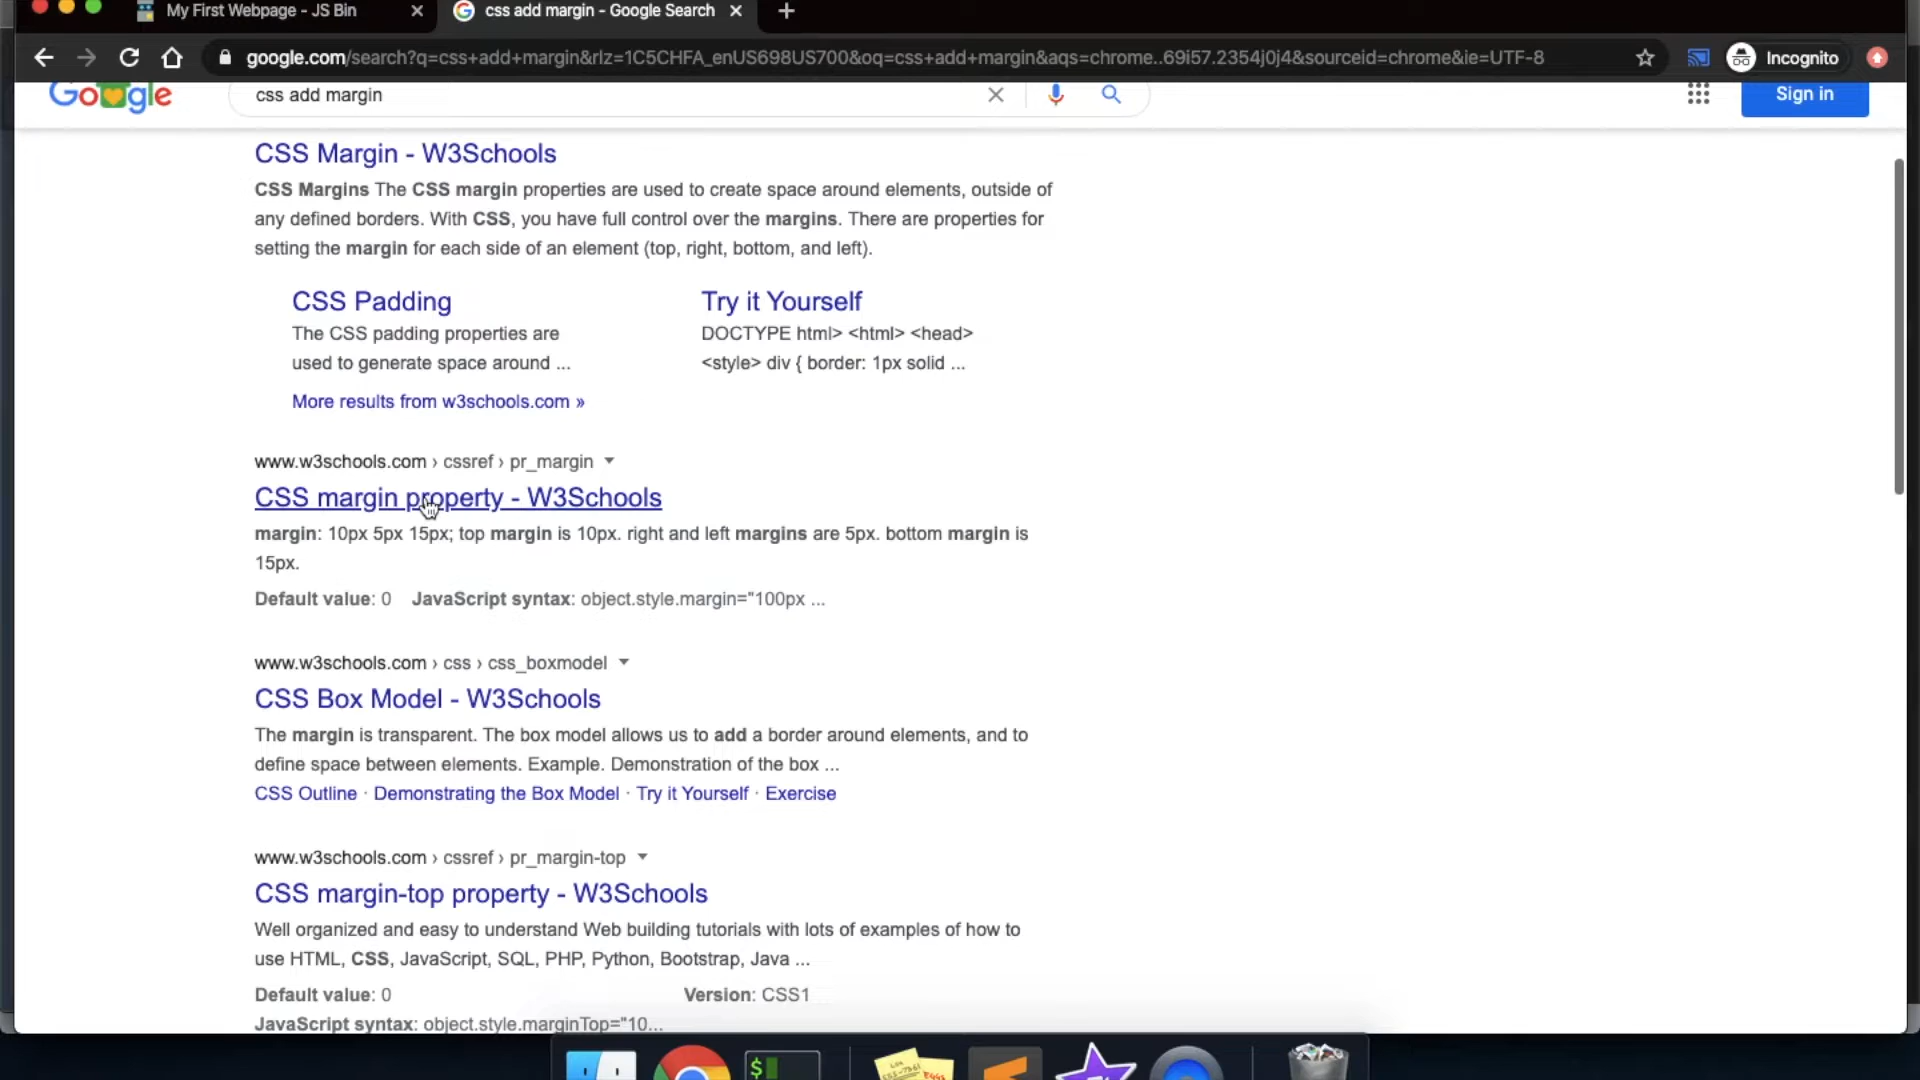 My First Webpage - JS Bin
css add margin - Google Search
google.com/search?q=css+add+margin&rlz=1C5CHFA_enUS698US700&oq=css+add+margin&aqs=chrome..69i57.2354j0j4&sourceid=chrome&ie=UTF-8
Incognito
Google
css add margin
Sign in
CSS Margin - W3Schools
CSS Margins The CSS margin properties are used to create space around elements, outside of
any defined borders. With CSS, you have full control over the margins. There are properties for
setting the margin for each side of an element (top, right, bottom, and left).
CSS Padding
The CSS padding properties are
used to generate space around ...
Try it Yourself
DOCTYPE html> <html> <head>
<style> div { border: 1px solid ...
More results from w3schools.com »
www.w3schools.com › cssref › pr_margin
CSS margin property - W3Schools
margin: 10px 5px 15px; top margin is 10px. right and left margins are 5px. bottom margin is
15px.
Default value: 0 JavaScript syntax: object.style.margin="100px ...
www.w3schools.com › css › css_boxmodel
CSS Box Model - W3Schools
The margin is transparent. The box model allows us to add a border around elements, and to
define space between elements. Example. Demonstration of the box ...
CSS Outline · Demonstrating the Box Model · Try it Yourself · Exercise
www.w3schools.com › cssref › pr_margin-top
CSS margin-top property - W3Schools
Well organized and easy to understand Web building tutorials with lots of examples of how to
use HTML, CSS, JavaScript, SQL, PHP, Python, Bootstrap, Java ...
Default value: 0 Version: CSS1
JavaScript syntax: object.style.marginTop="10...
$